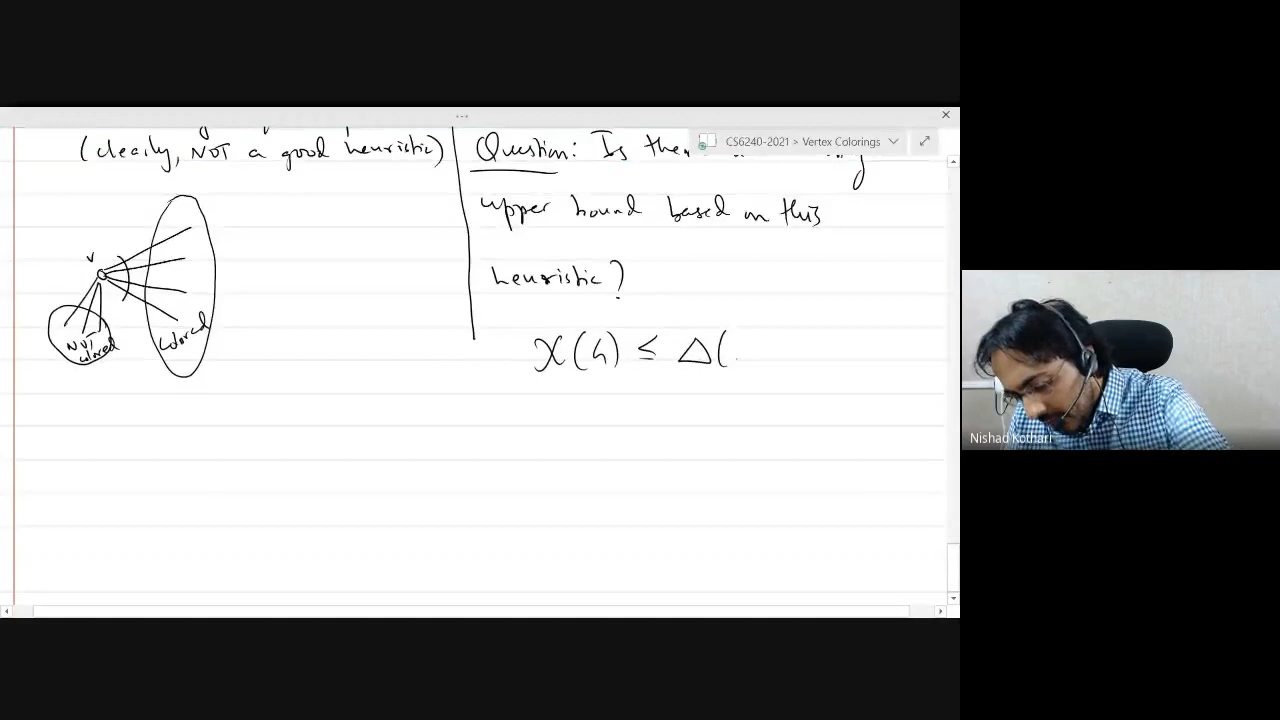 CS6240-2021 > Vertex Colorings
(clearly, NOT a good heuristic)
v
NOT
colored
colored
Question: Is
upper bound based on this
heuristic?
χ(G) ≤ Δ(
Nishad Kothari